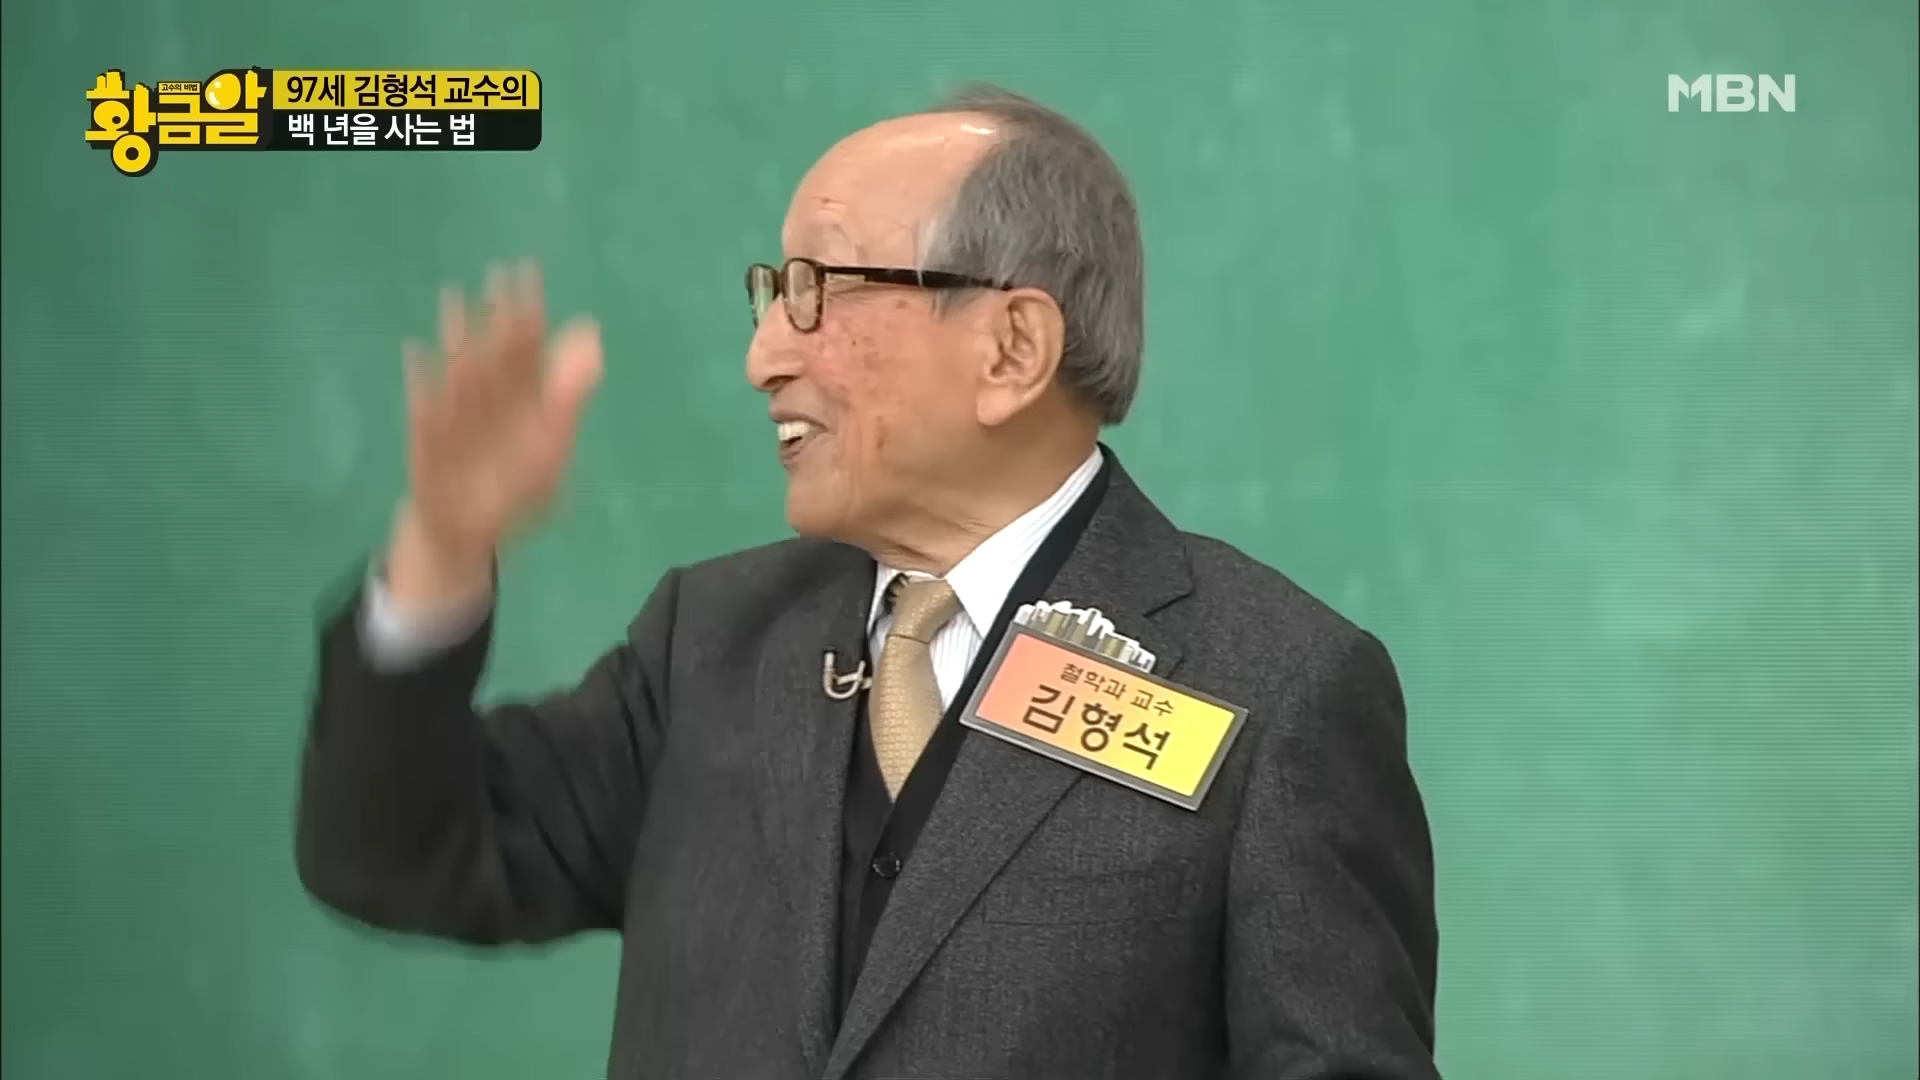 고수의 비법
황금알
97세 김형석 교수의
백 년을 사는 법
MBN
철학과 교수
김형석